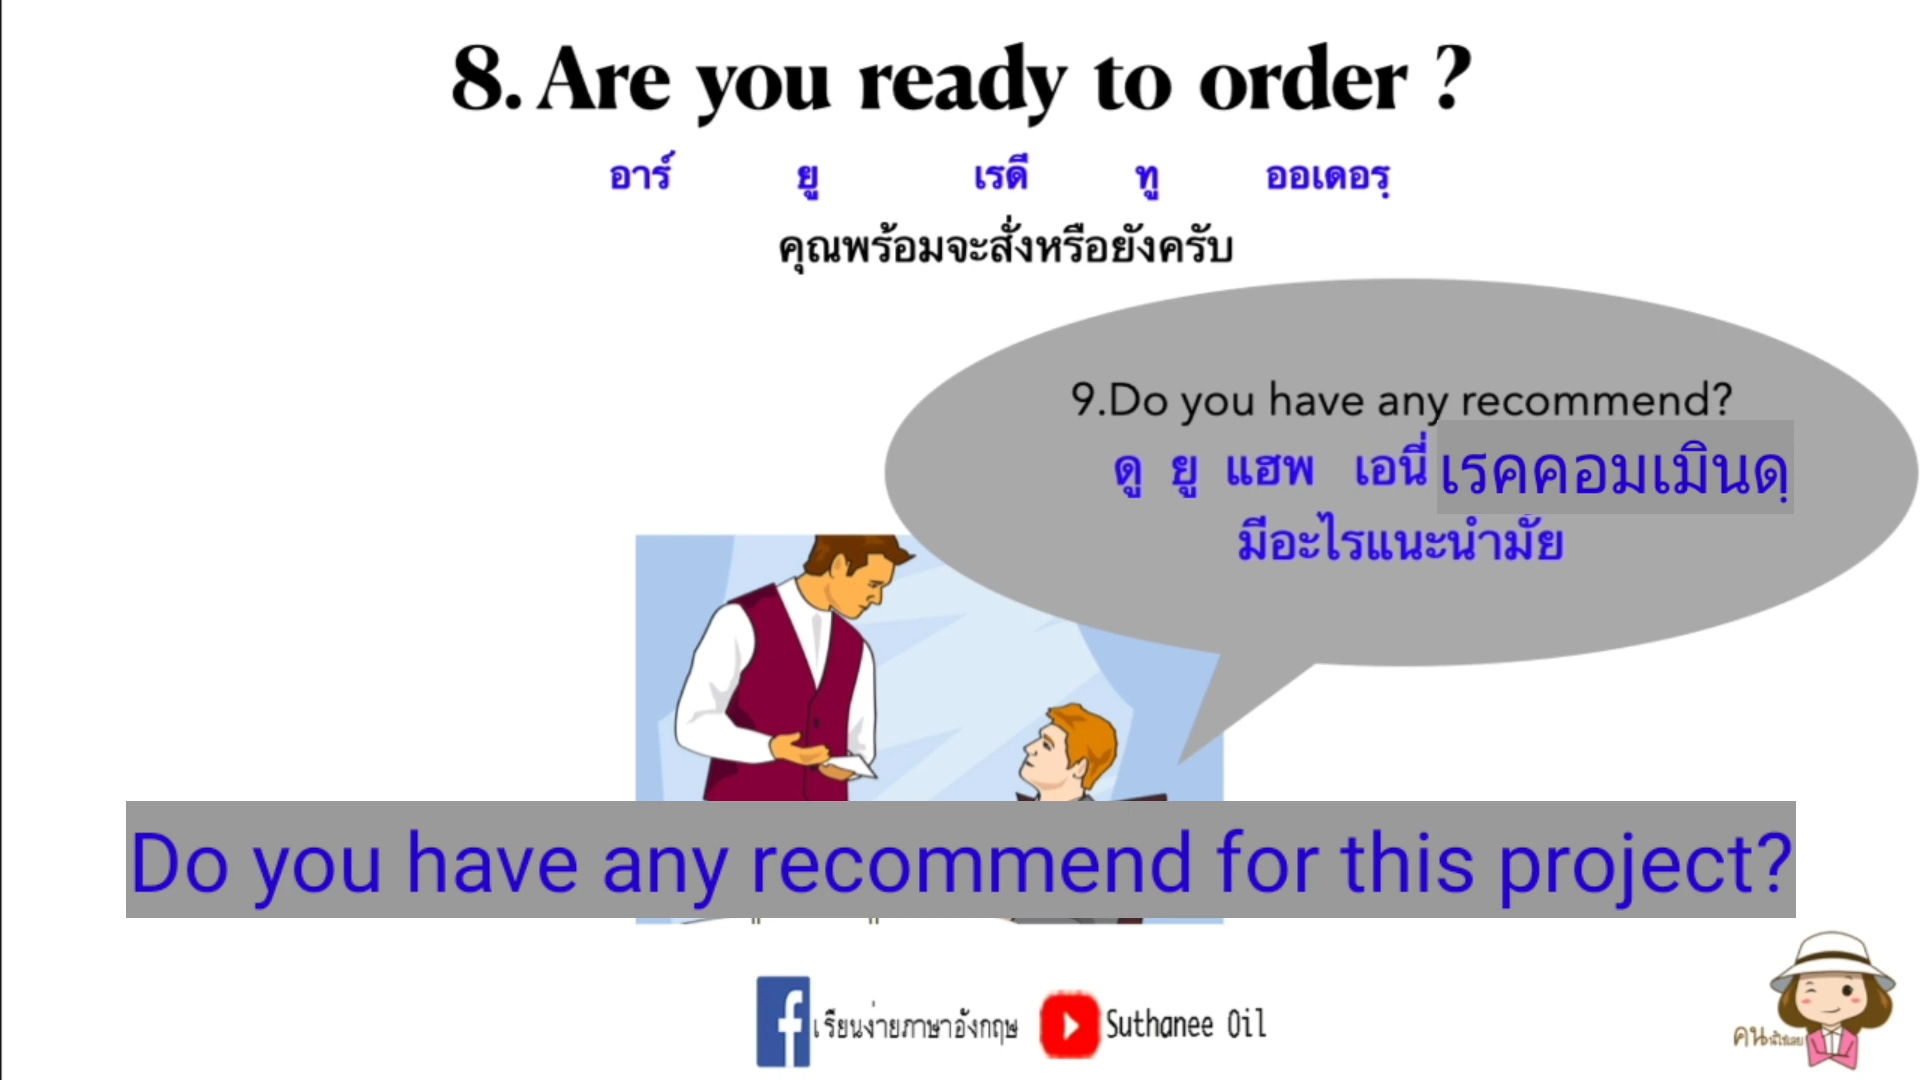 8. Are you ready to order ?
อาร์ ยู เรดี ทู ออเดอรฺ
คุณพร้อมจะสั่งหรือยังครับ
9.Do you have any recommend?
ดู ยู แฮพ เอนี่ เรคคอมเมินดฺ
มีอะไรแนะนำมั้ย
Do you have any recommend for this project?
เรียนง่ายภาษาอังกฤษ Suthanee Oil